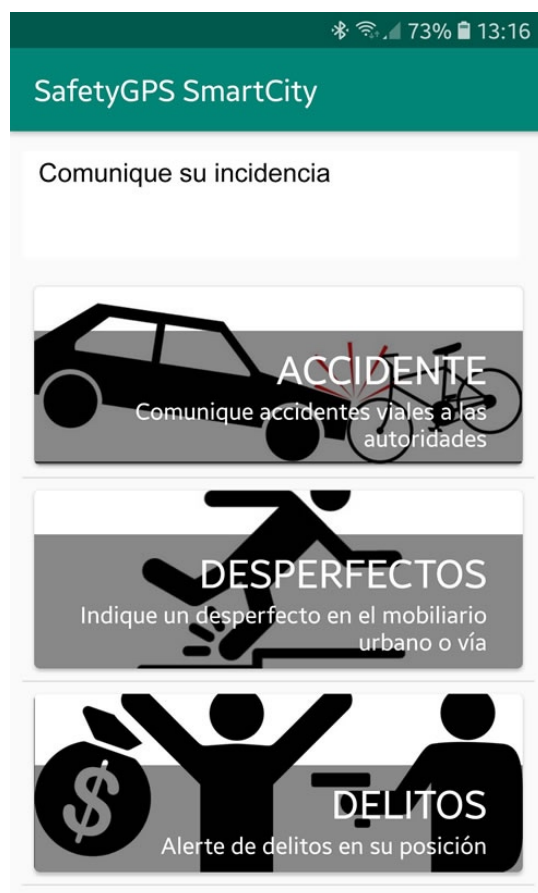 73% 13:16
SafetyGPS SmartCity
Comunique su incidencia
ACCIDENTE
Comunique accidentes viales a las
autoridades
DESPERFECTOS
Indique un desperfecto en el mobiliario
urbano o vía
$
DELITOS
Alerte de delitos en su posición